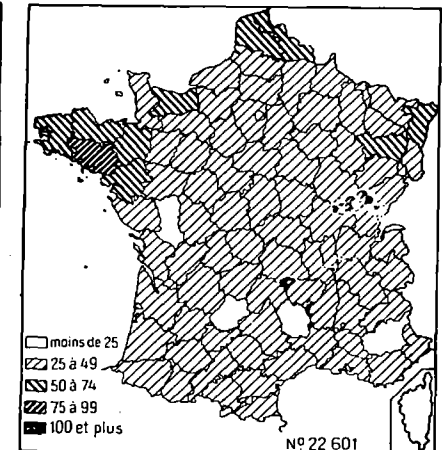 moins de 25
25 à 49
50 à 74
75 à 99
100 et plus
Nº 22 601